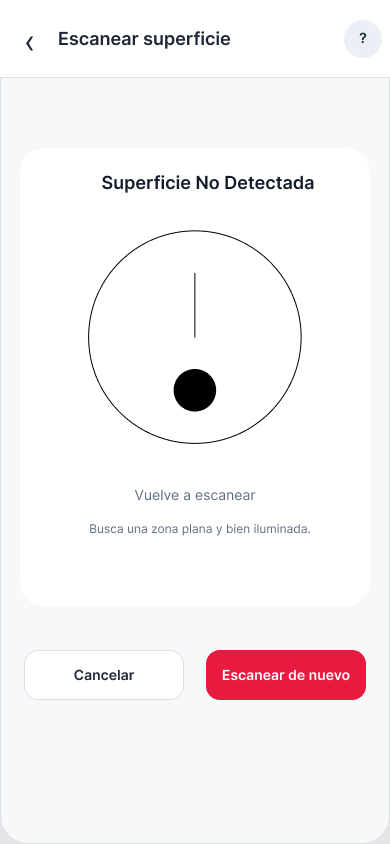 ‹ Escanear superficie ?
Superficie No Detectada
Vuelve a escanear
Busca una zona plana y bien iluminada.
Cancelar
Escanear de nuevo